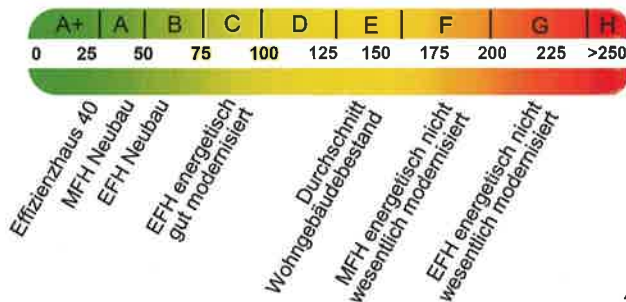 A+ A B C D E F G H
0 25 50 75 100 125 150 175 200 225 >250
Effizienzhaus 40
MFH Neubau
EFH Neubau
EFH energetisch
gut modernisiert
Durchschnitt
Wohngebäudebestand
MFH energetisch nicht
wesentlich modernisiert
EFH energetisch nicht
wesentlich modernisiert